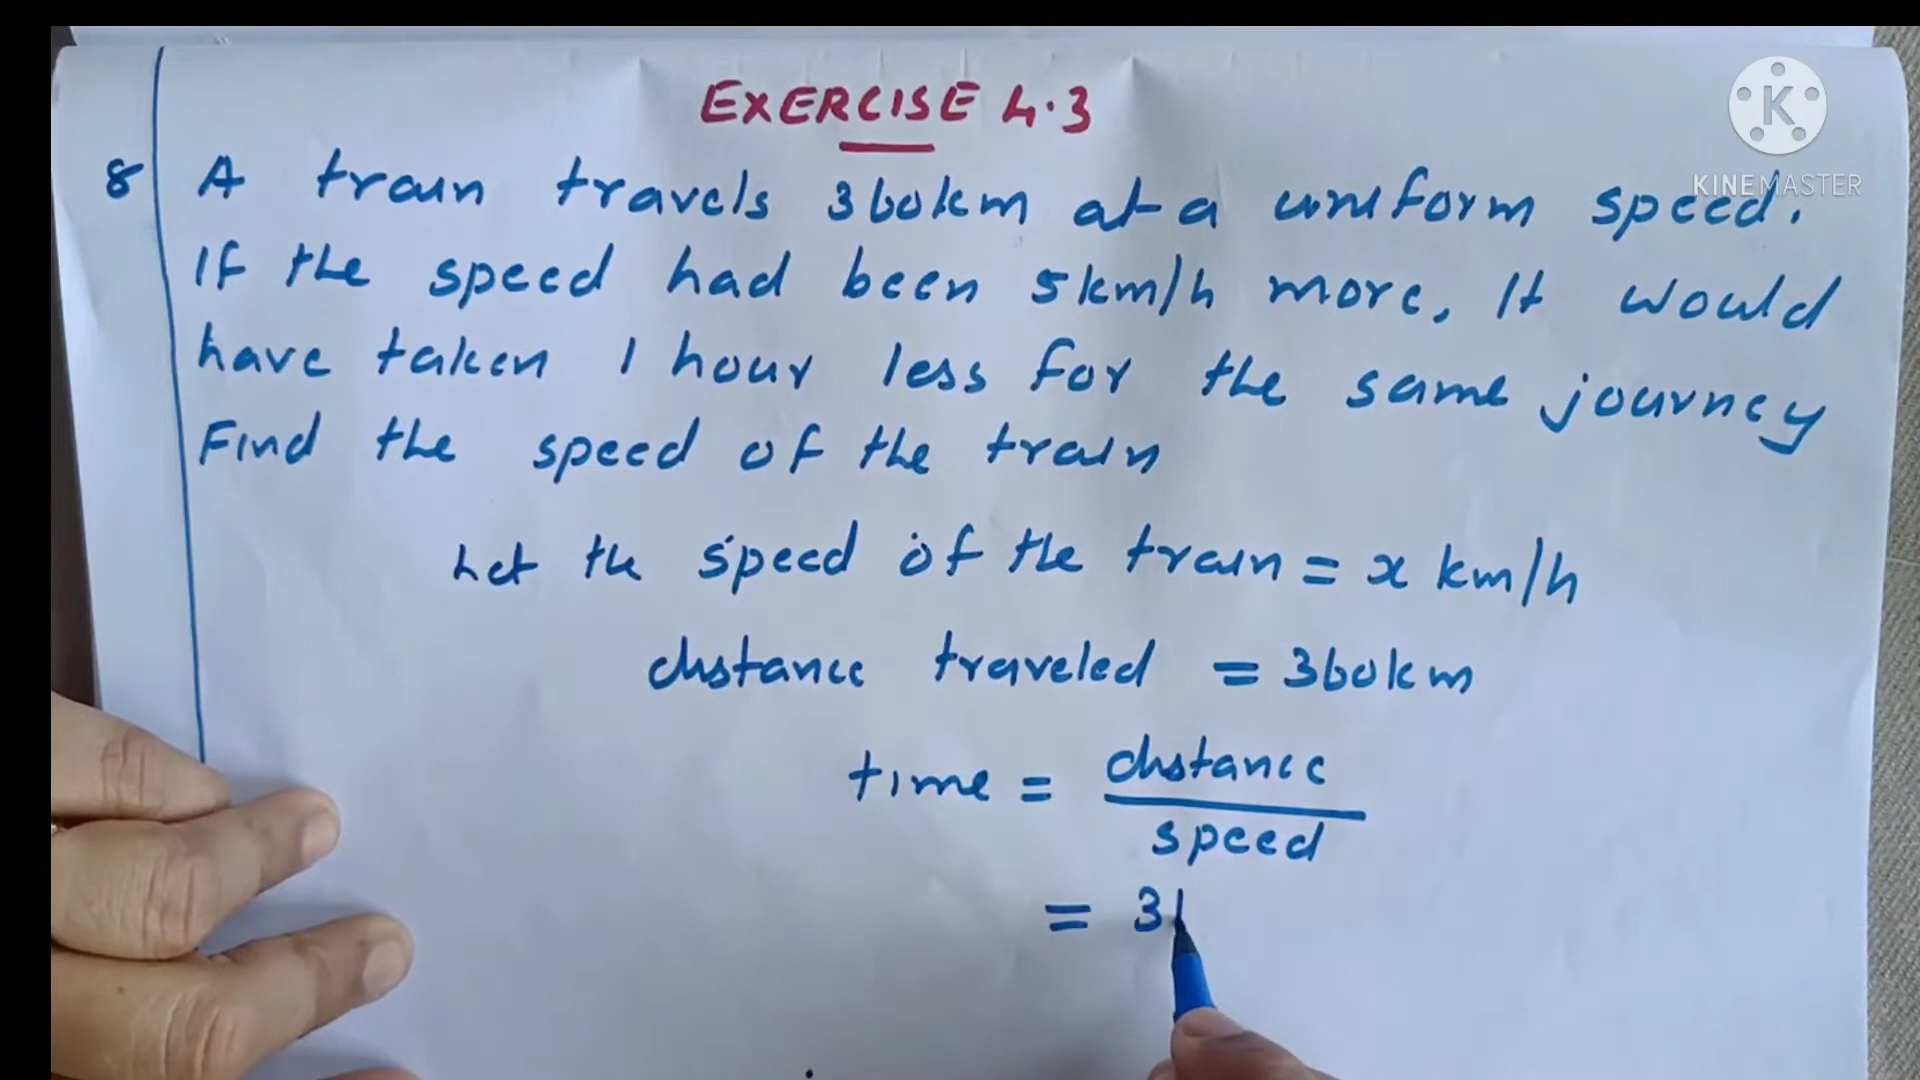 EXERCISE 4.3
KINEMASTER
8 A train travels 360km at a uniform speed.
If the speed had been 5km/h more, It would
have taken 1 hour less for the same journey
Find the speed of the train
Let the speed of the train = x km/h
distance traveled = 360km
time = distance
speed
= 3